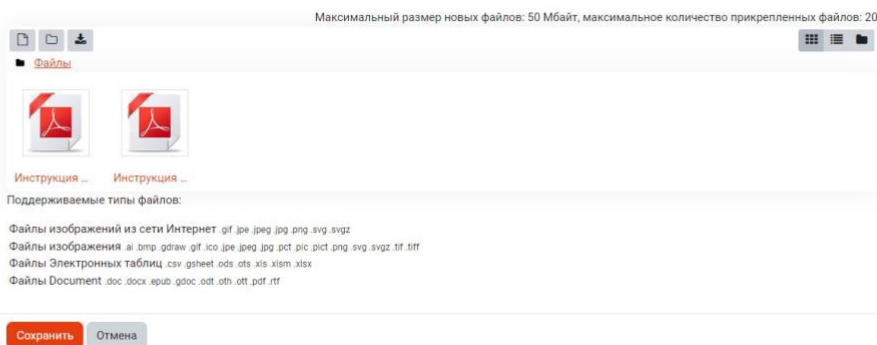 Максимальный размер новых файлов: 50 Мбайт, максимальное количество прикрепленных файлов: 20
Файлы
Инструкция ... Инструкция ...
Поддерживаемые типы файлов:
Файлы изображений из сети Интернет .gif .jpe .jpeg .jpg .png .svg .svgz
Файлы изображения .ai .bmp .gdraw .gif .ico .jpe .jpeg .jpg .pct .pic .pict .png .svg .svgz .tif .tiff
Файлы Электронных таблиц .csv .gsheet .ods .ots .xls .xlsm .xlsx
Файлы Document .doc .docx .epub .gdoc .odt .oth .ott .pdf .rtf
Сохранить Отмена